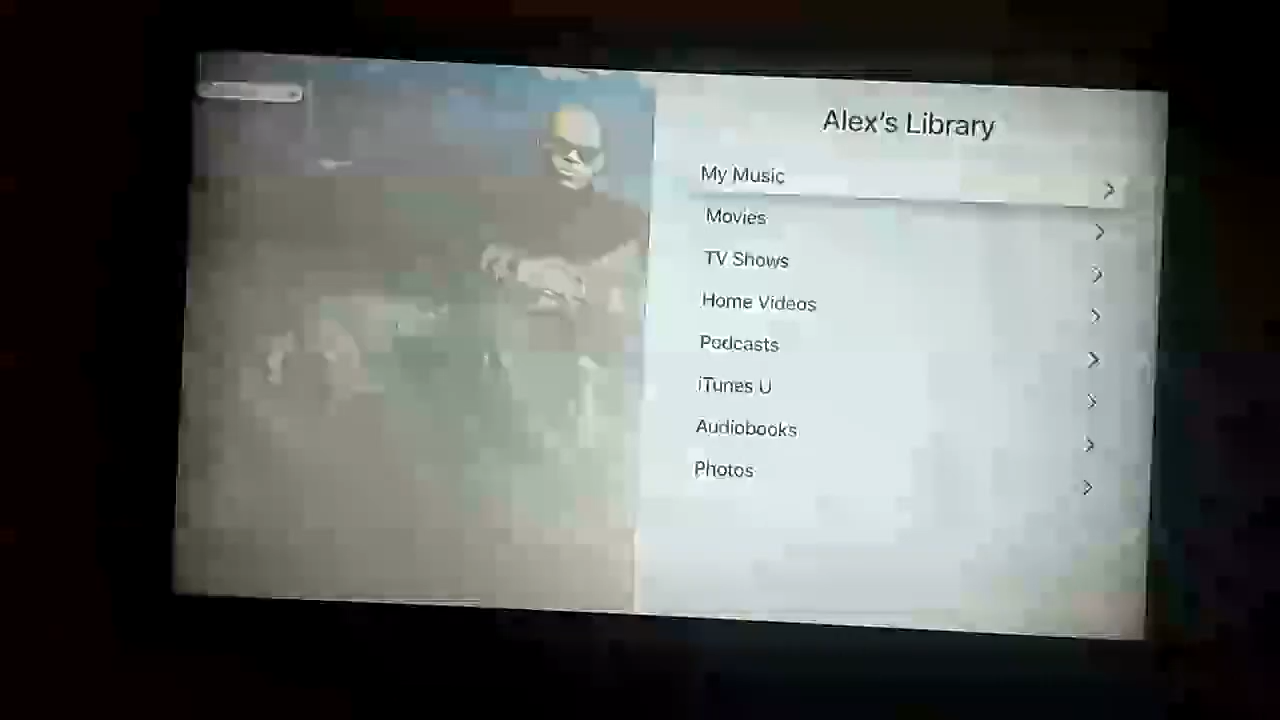 Alex's Library
My Music
Movies
TV Shows
Home Videos
Podcasts
iTunes U
Audiobooks
Photos